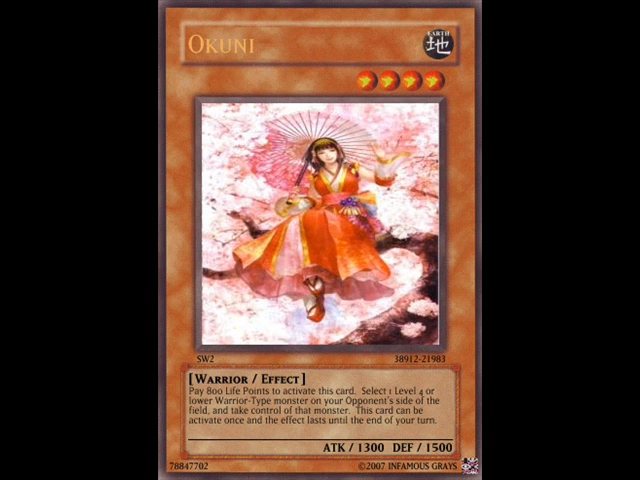 OKUNI
EARTH
地
SW2 38912-21983
[WARRIOR / EFFECT]
Pay 800 Life Points to activate this card. Select 1 Level 4 or
lower Warrior-Type monster on your Opponent's side of the
field, and take control of that monster. This card can be
activate once and the effect lasts until the end of your turn.
ATK / 1300 DEF / 1500
78847702 ©2007 INFAMOUS GRAYS